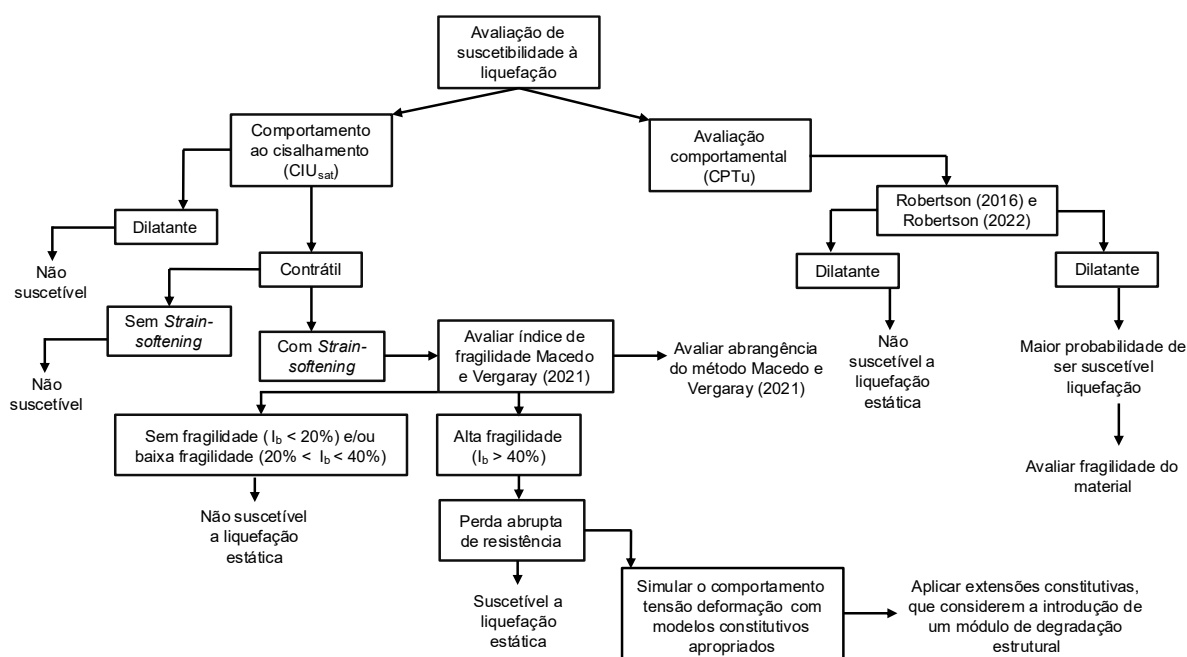 Avaliação de
suscetibilidade à
liquefação
Comportamento
ao cisalhamento
(CIUsat)
Avaliação
comportamental
(CPTu)
Robertson (2016) e
Robertson (2022)
Dilatante
Não
suscetível
Contrátil
Dilatante
Dilatante
Sem Strain-
softening
Com Strain-
softening
Avaliar índice de
fragilidade Macedo
e Vergaray (2021)
Avaliar abrangência
do método Macedo e
Vergaray (2021)
Não
suscetível a
liquefação
estática
Maior probabilidade de
ser suscetível
liquefação
Não
suscetível
Sem fragilidade (Ib < 20%) e/ou
baixa fragilidade (20% < Ib < 40%)
Alta fragilidade
(Ib > 40%)
Avaliar fragilidade do
material
Não suscetível
a liquefação
estática
Perda abrupta
de resistência
Suscetível a
liquefação
estática
Simular o comportamento
tensão deformação com
modelos constitutivos
apropriados
Aplicar extensões constitutivas,
que considerem a introdução de
um módulo de degradação
estrutural